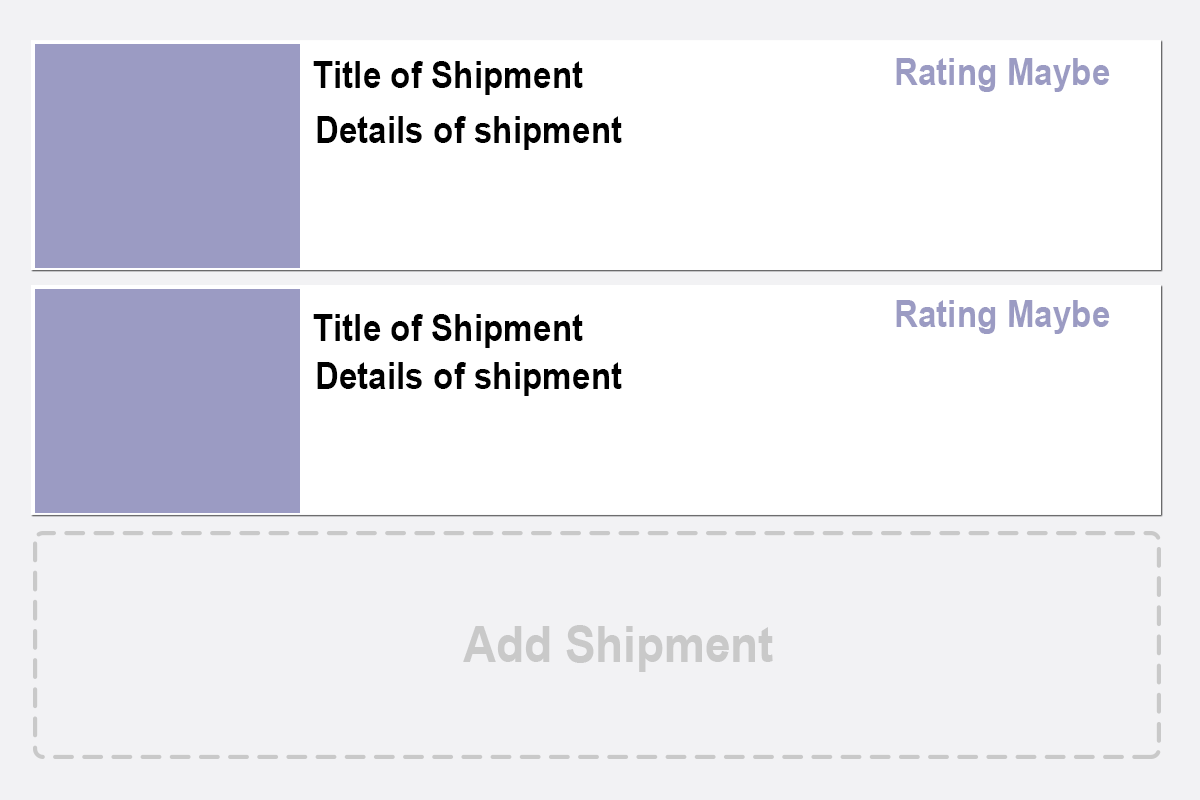 Title of Shipment
Rating Maybe
Details of shipment
Title of Shipment
Rating Maybe
Details of shipment
Add Shipment